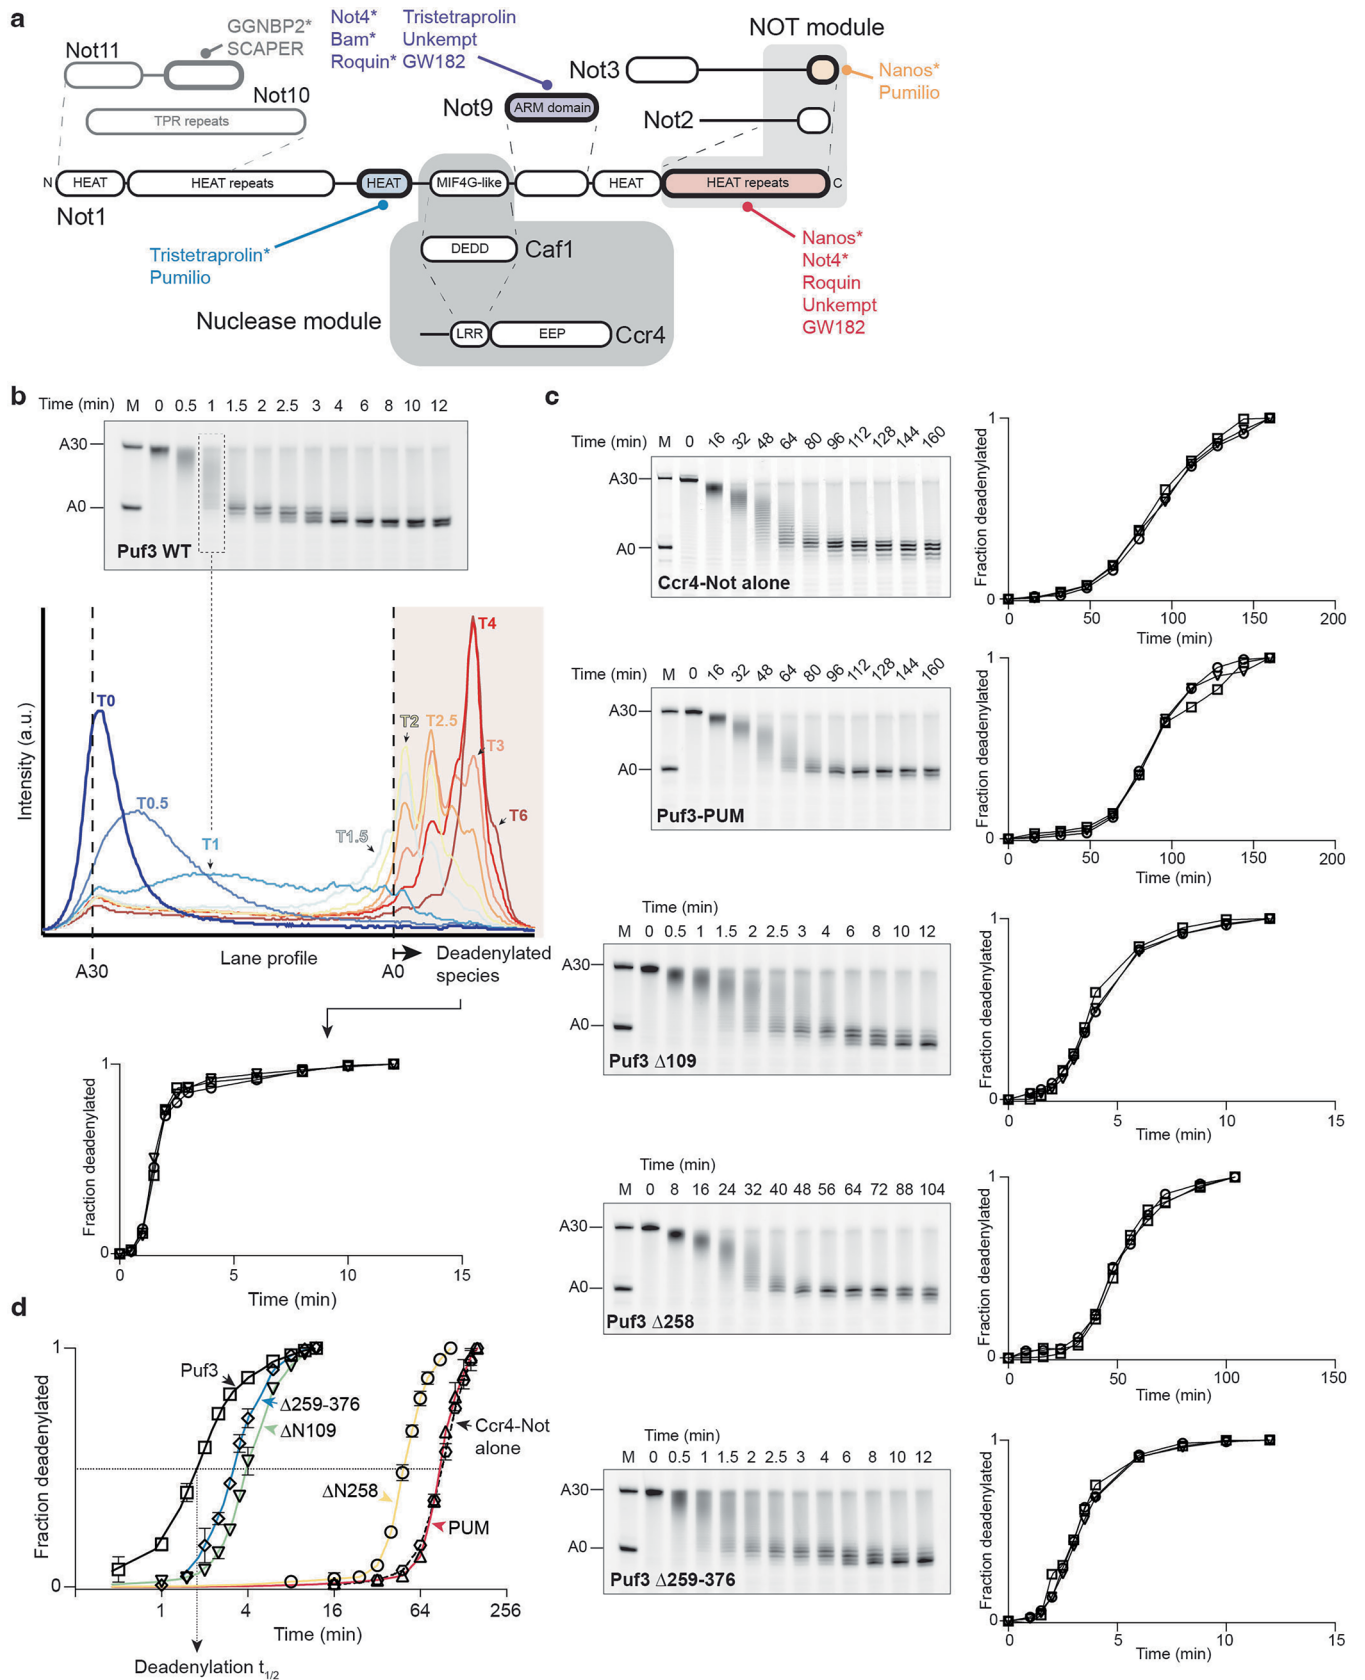 a
GGNBP2*
SCAPER
Not11
Not10
TPR repeats
Not4* Tristetraprolin
Bam* Unkempt
Roquin* GW182
Not9
ARM domain
NOT module
Not3
Nanos*
Pumilio
Not2
N HEAT HEAT repeats HEAT MIF4G-like HEAT HEAT repeats C
Not1
Tristetraprolin*
Pumilio
DEDD Caf1
Nuclease module
LRR EEP Ccr4
Nanos*
Not4*
Roquin
Unkempt
GW182
b
Time (min) M 0 0.5 1 1.5 2 2.5 3 4 6 8 10 12
A30
A0
Puf3 WT
Intensity (a.u.)
T0
T0.5
T1
T1.5
T2
T2.5
T3
T4
T6
A30
Lane profile
A0
Deadenylated
species
Fraction deadenylated
1
0
0 5 10 15
Time (min)
c
Time (min) M 0 16 32 48 64 80 96 112 128 144 160
A30
A0
Ccr4-Not alone
Fraction deadenylated
1
0
0 50 100 150 200
Time (min)
Time (min) M 0 16 32 48 64 80 96 112 128 144 160
A30
A0
Puf3-PUM
Fraction deadenylated
1
0
0 50 100 150 200
Time (min)
Time (min)
M 0 0.5 1 1.5 2 2.5 3 4 6 8 10 12
A30
A0
Puf3 Δ109
Fraction deadenylated
1
0
0 5 10 15
Time (min)
Time (min)
M 0 8 16 24 32 40 48 56 64 72 88 104
A30
A0
Puf3 Δ258
Fraction deadenylated
1
0
0 50 100 150
Time (min)
Time (min)
M 0 0.5 1 1.5 2 2.5 3 4 6 8 10 12
A30
A0
Puf3 Δ259-376
Fraction deadenylated
1
0
0 5 10 15
Time (min)
d
Fraction deadenylated
1
0
Puf3
Δ259-376
ΔN109
ΔN258
Ccr4-Not
alone
PUM
1 4 16 64 256
Time (min)
Deadenylation t1/2